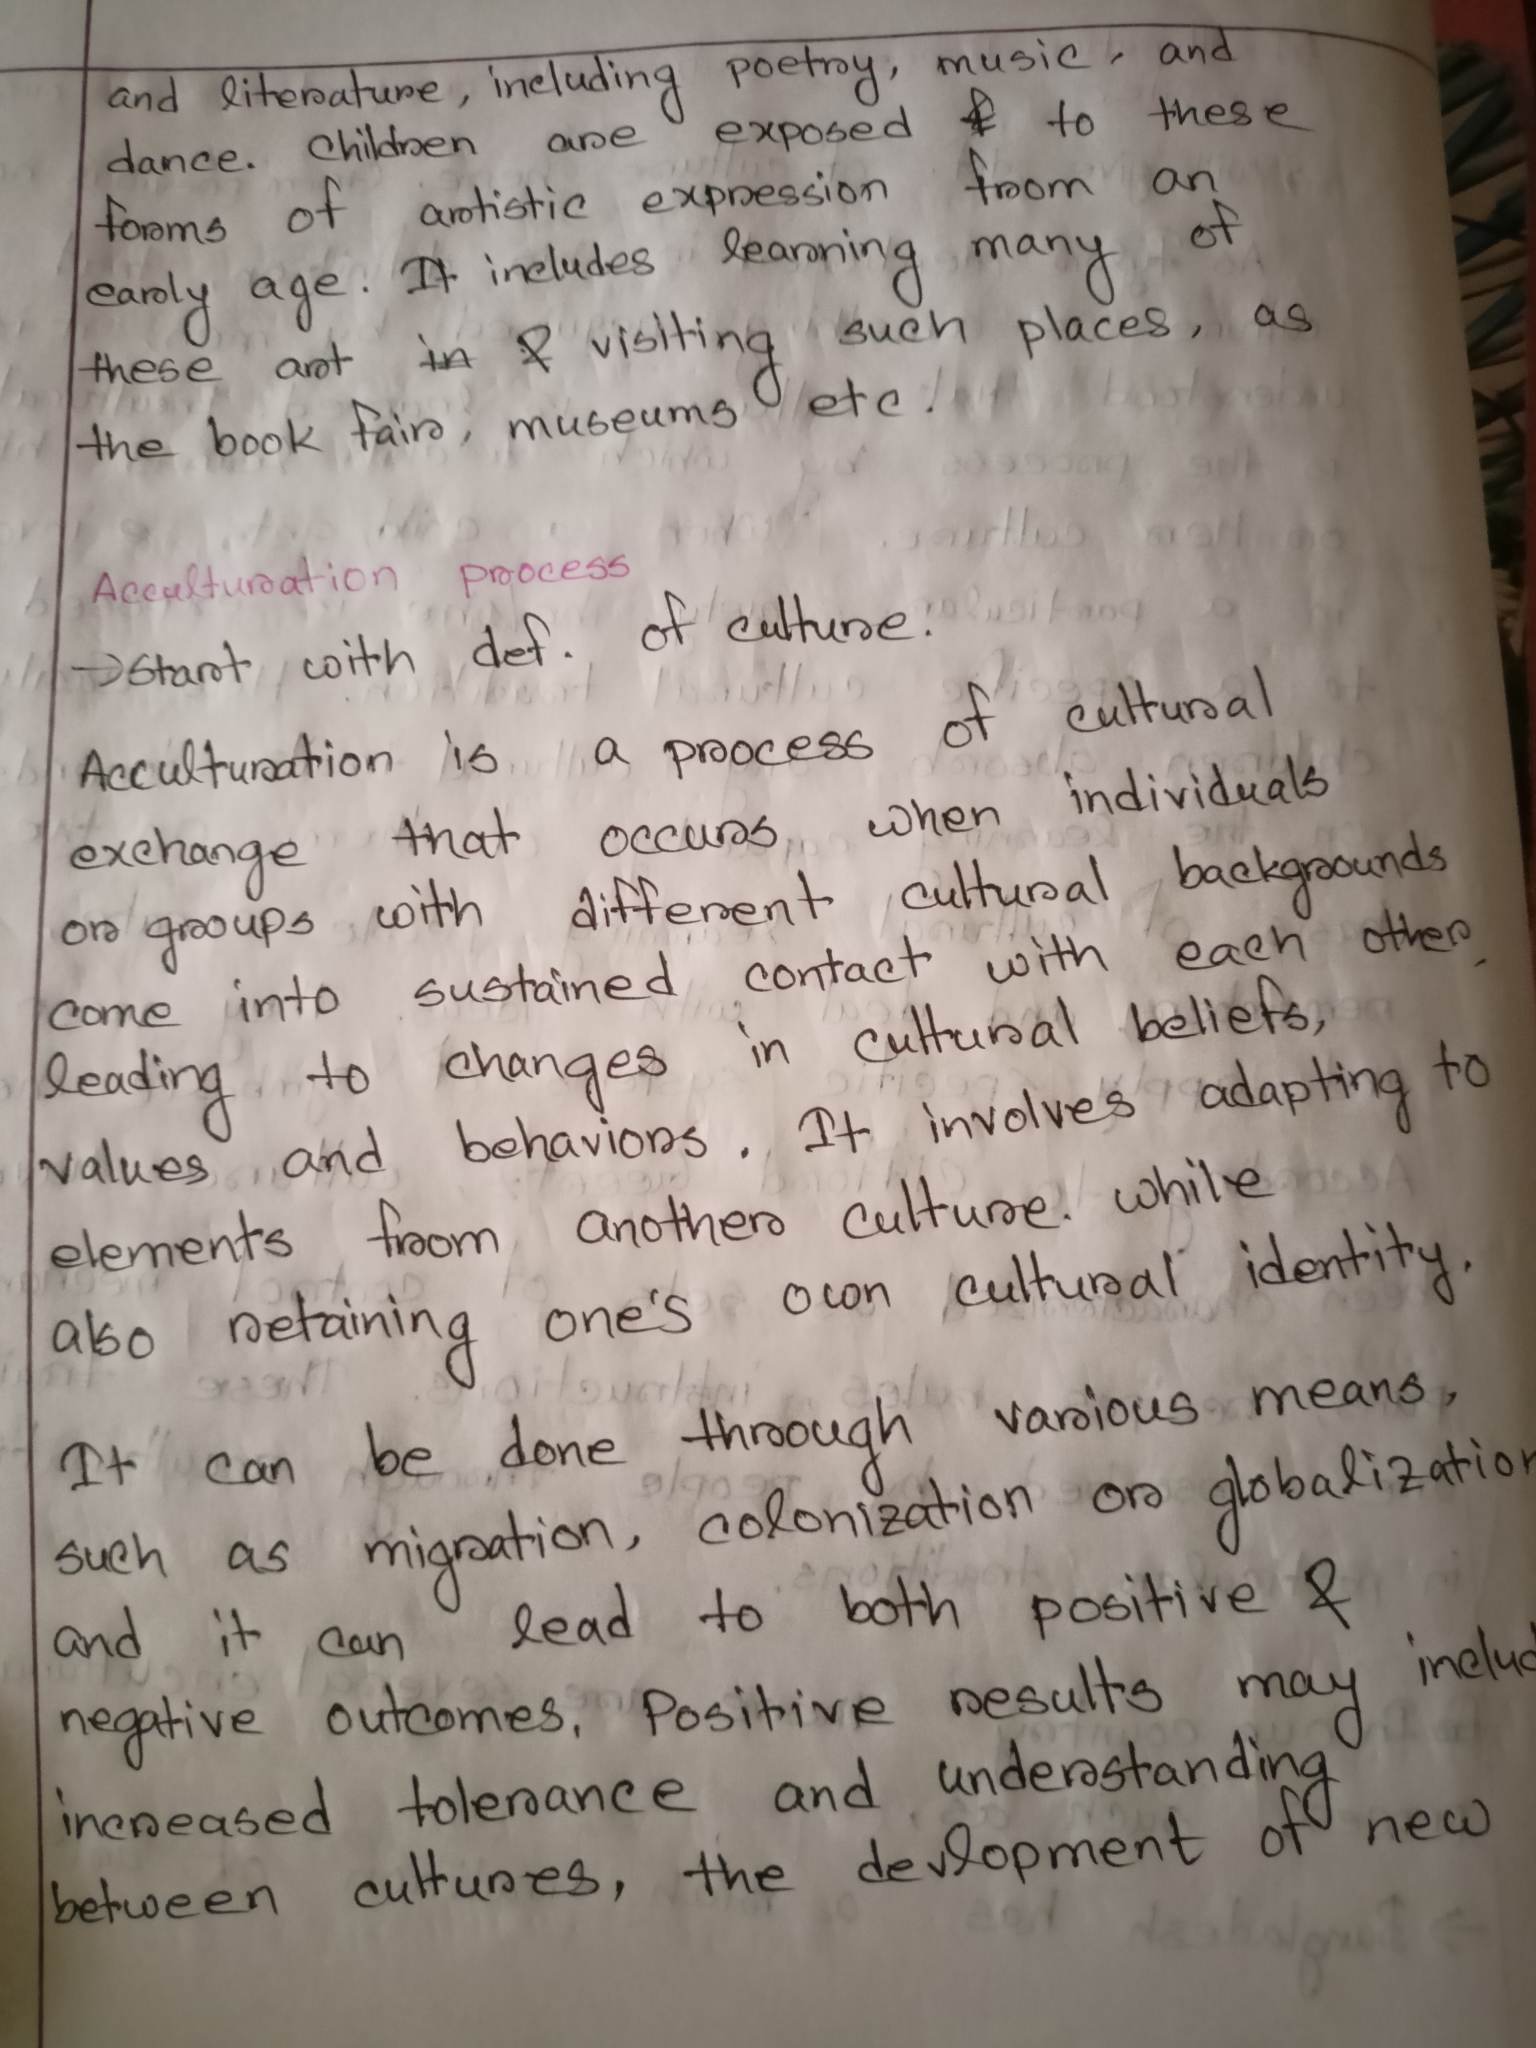 and literature, including poetry, music, and
dance. Children are exposed to these
forms of artistic expression from an
early age. It includes learning many of
these art & visiting such places, as
the book fair, museums etc.
Acculturation process
→Start with def. of culture.
Acculturation is a process of cultural
exchange that occurs when individuals
or groups with different cultural backgrounds
come into sustained contact with each other,
leading to changes in cultural beliefs,
values and behaviors. It involves adapting to
elements from another culture. while
also retaining one's own cultural identity.
It can be done through various means,
such as migration, colonization or globalization
and it can lead to both positive &
negative outcomes. Positive results may includ
increased tolerance and understanding
between cultures, the devlopment of new